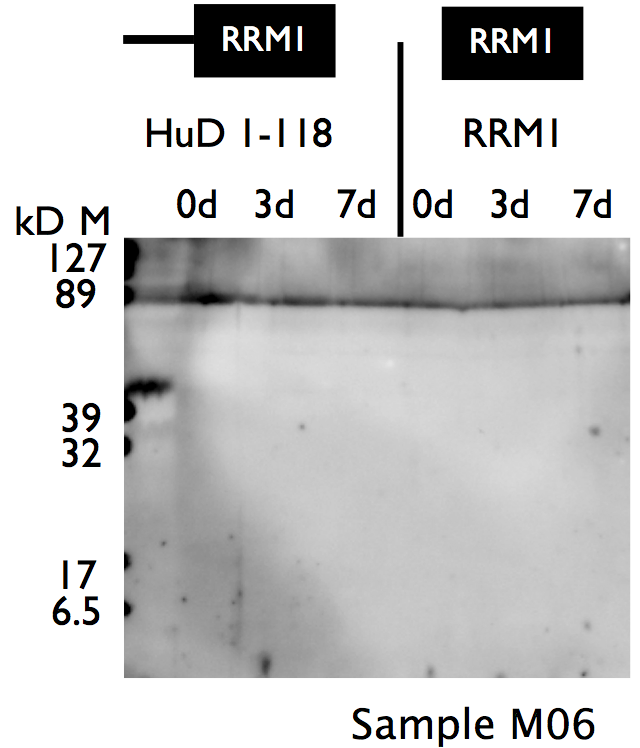 RRM1 RRM1
HuD 1-118 RRM1
0d 3d 7d 0d 3d 7d
kD M
127
89
39
32
17
6.5
Sample M06